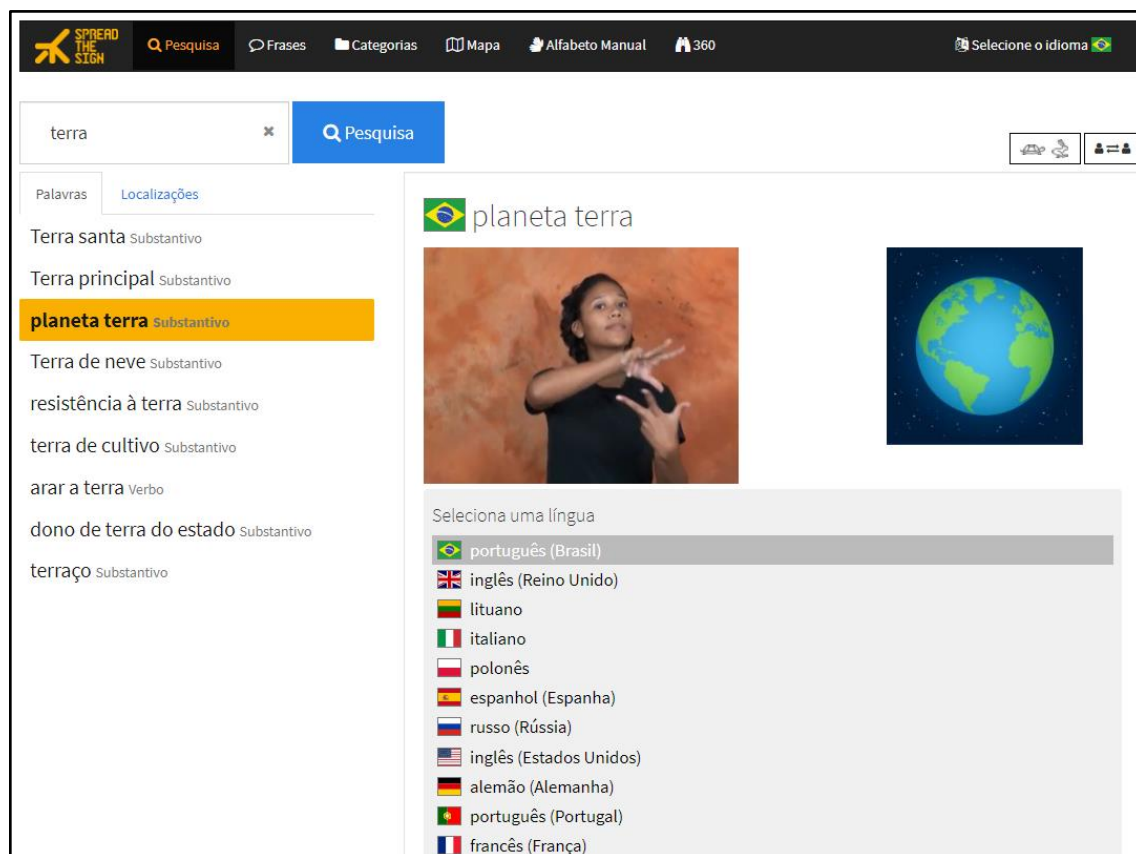 SPREAD
THE
SIGN
Pesquisa
Frases
Categorias
Mapa
Alfabeto Manual
360
Selecione o idioma
terra
Pesquisa
Palavras
Localizações
Terra santa Substantivo
Terra principal Substantivo
planeta terra Substantivo
Terra de neve Substantivo
resistência à terra Substantivo
terra de cultivo Substantivo
arar a terra Verbo
dono de terra do estado Substantivo
terraço Substantivo
planeta terra
Seleciona uma língua
português (Brasil)
inglês (Reino Unido)
lituano
italiano
polonês
espanhol (Espanha)
russo (Rússia)
inglês (Estados Unidos)
alemão (Alemanha)
português (Portugal)
francês (França)